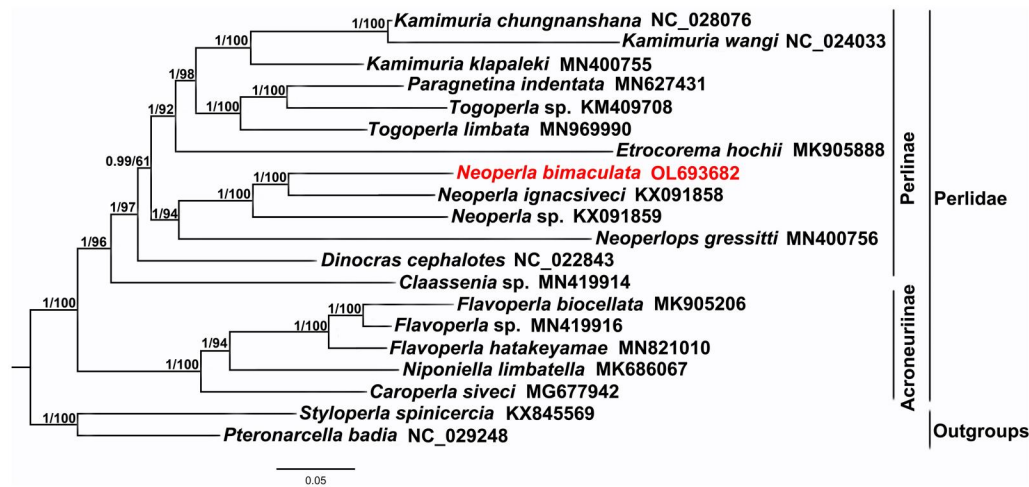 Kamimuria chungnanshana NC_028076
1/100
Kamimuria wangi NC_024033
1/100
Kamimuria klapaleki MN400755
1/98
Paragnetina indentata MN627431
1/100
Togoperla sp. KM409708
1/100
Togoperla limbata MN969990
1/92
Etrocorema hochii MK905888
0.99/61
Neoperla bimaculata OL693682
1/100
Neoperla ignacsiveci KX091858
1/100
Neoperla sp. KX091859
1/97
1/94
Neoperlops gressitti MN400756
1/96
Dinocras cephalotes NC_022843
Claassenia sp. MN419914
1/100
Flavoperla biocellata MK905206
1/100
Flavoperla sp. MN419916
1/100
Flavoperla hatakeyamae MN821010
1/94
Niponiella limbatella MK686067
1/100
Caroperla siveci MG677942
Styloperla spinicercia KX845569
1/100
Pteronarcella badia NC_029248
Perlinae
Acroneuriinae
Perlidae
Outgroups
0.05